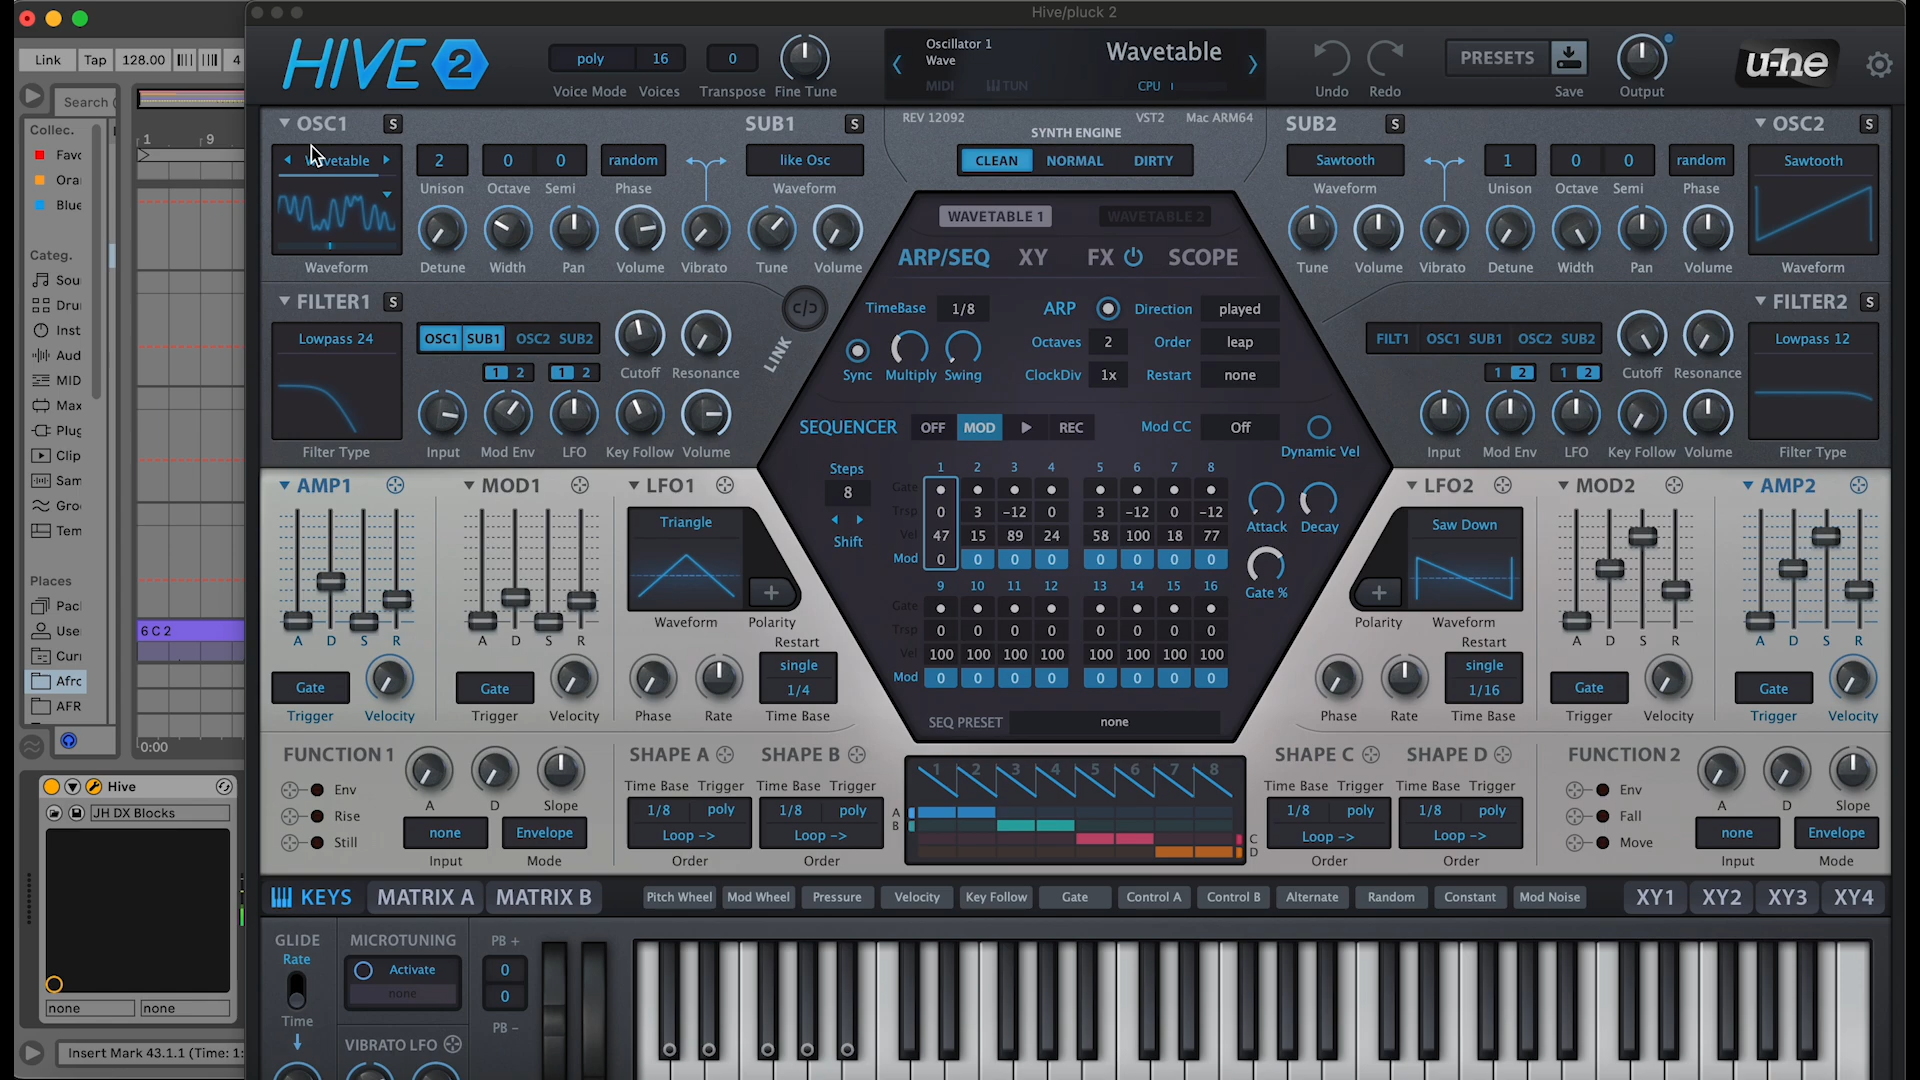 Hive/pluck 2
Link Tap 128.00 4
HIVE 2
poly 16 0
Voice Mode Voices Transpose Fine Tune
Oscillator 1
Wave
Wavetable
MIDI TUN CPU
Undo Redo
PRESETS
Save
Output
u-he
Search (
Collec.
Favc
Ora
Blue
Categ.
Sou
Dru
Inst
Aud
MID
Max
Plug
Clip
Sam
Gro
Tem
Places
Pac
Use
Curr
Afrc
AFR
1 9
6 C 2
0:00
Hive
JH DX Blocks
none none
Insert Mark 43.1.1 (Time: 1:
OSC1 S
Wavetable
Waveform
2 0 0 random
Unison Octave Semi Phase
Detune Width Pan Volume Vibrato Tune Volume
SUB1 S
like Osc
Waveform
REV 12092 VST2 Mac ARM64
SYNTH ENGINE
CLEAN NORMAL DIRTY
SUB2 S
Sawtooth
Waveform
1 0 0 random
Unison Octave Semi Phase
Tune Volume Vibrato Detune Width Pan Volume
OSC2 S
Sawtooth
Waveform
FILTER1 S
Lowpass 24
Filter Type
OSC1 SUB1 OSC2 SUB2
1 2 1 2
Cutoff Resonance
Input Mod Env LFO Key Follow Volume
LINK
WAVETABLE 1 WAVETABLE 2
ARP/SEQ XY FX SCOPE
TimeBase 1/8 ARP Direction played
Octaves 2 Order leap
Sync Multiply Swing ClockDiv 1x Restart none
SEQUENCER OFF MOD REC Mod CC Off
Dynamic Vel
Steps
8
Shift
1 2 3 4 5 6 7 8
Gate
Trsp 0 3 -12 0 3 -12 0 -12
Vel 47 15 89 24 58 100 18 77
Mod 0 0 0 0 0 0 0 0
9 10 11 12 13 14 15 16
Gate
Trsp 0 0 0 0 0 0 0 0
Vel 100 100 100 100 100 100 100 100
Mod 0 0 0 0 0 0 0 0
Attack Decay
Gate %
SEQ PRESET none
FILTER2 S
Lowpass 12
Filter Type
FILT1 OSC1 SUB1 OSC2 SUB2
1 2 1 2
Cutoff Resonance
Input Mod Env LFO Key Follow Volume
AMP1
A D S R
Gate
Trigger Velocity
MOD1
A D S R
Gate
Trigger Velocity
LFO1
Triangle
Waveform Polarity
Restart
single
1/4
Phase Rate Time Base
LFO2
Saw Down
Polarity Waveform
Restart
single
1/16
Phase Rate Time Base
MOD2
A D S R
Gate
Trigger Velocity
AMP2
A D S R
Gate
Trigger Velocity
FUNCTION 1
Env
Rise
Still
A D Slope
none Envelope
Input Mode
SHAPE A
Time Base Trigger
1/8 poly
Loop ->
Order
SHAPE B
Time Base Trigger
1/8 poly
Loop ->
Order
1 2 3 4 5 6 7 8
A
B
C
D
SHAPE C
Time Base Trigger
1/8 poly
Loop ->
Order
SHAPE D
Time Base Trigger
1/8 poly
Loop ->
Order
FUNCTION 2
Env
Fall
Move
A D Slope
none Envelope
Input Mode
KEYS MATRIX A MATRIX B
Pitch Wheel Mod Wheel Pressure Velocity Key Follow Gate Control A Control B Alternate Random Constant Mod Noise
XY1 XY2 XY3 XY4
GLIDE
Rate
Time
MICROTUNING
Activate
none
VIBRATO LFO
PB +
0
0
PB -